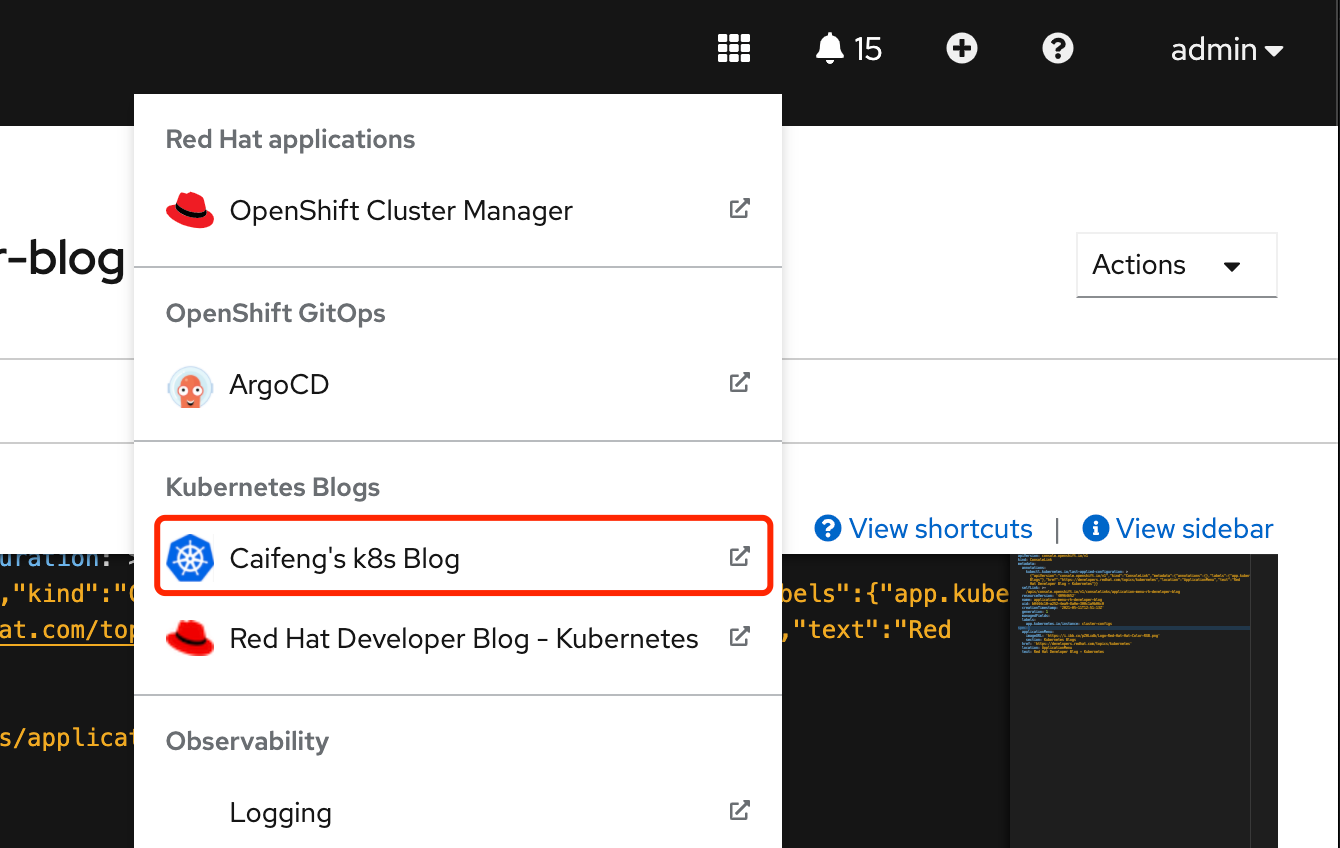 15
admin
Red Hat applications
OpenShift Cluster Manager
r-blog
Actions
OpenShift GitOps
ArgoCD
Kubernetes Blogs
View shortcuts | View sidebar
Caifeng's k8s Blog
uration: >
,"kind":"
bels":{"app.kube
at.com/top
,"text":"Red
Red Hat Developer Blog - Kubernetes
s/applicat
Observability
Logging